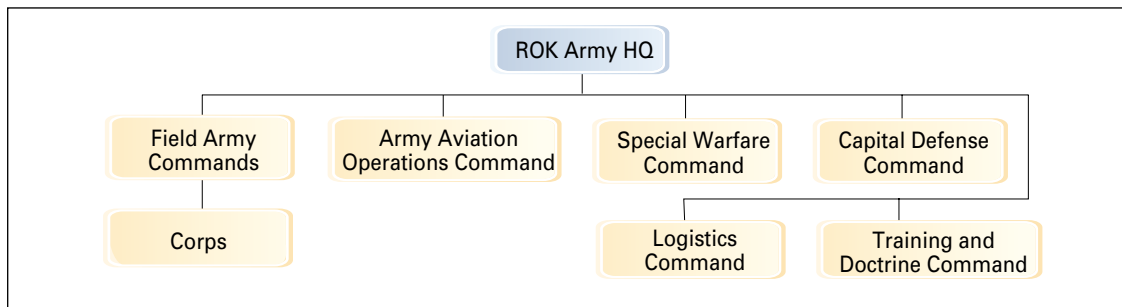 ROK Army HQ
Field Army
Commands
Army Aviation
Operations Command
Special Warfare
Command
Capital Defense
Command
Corps
Logistics
Command
Training and
Doctrine Command